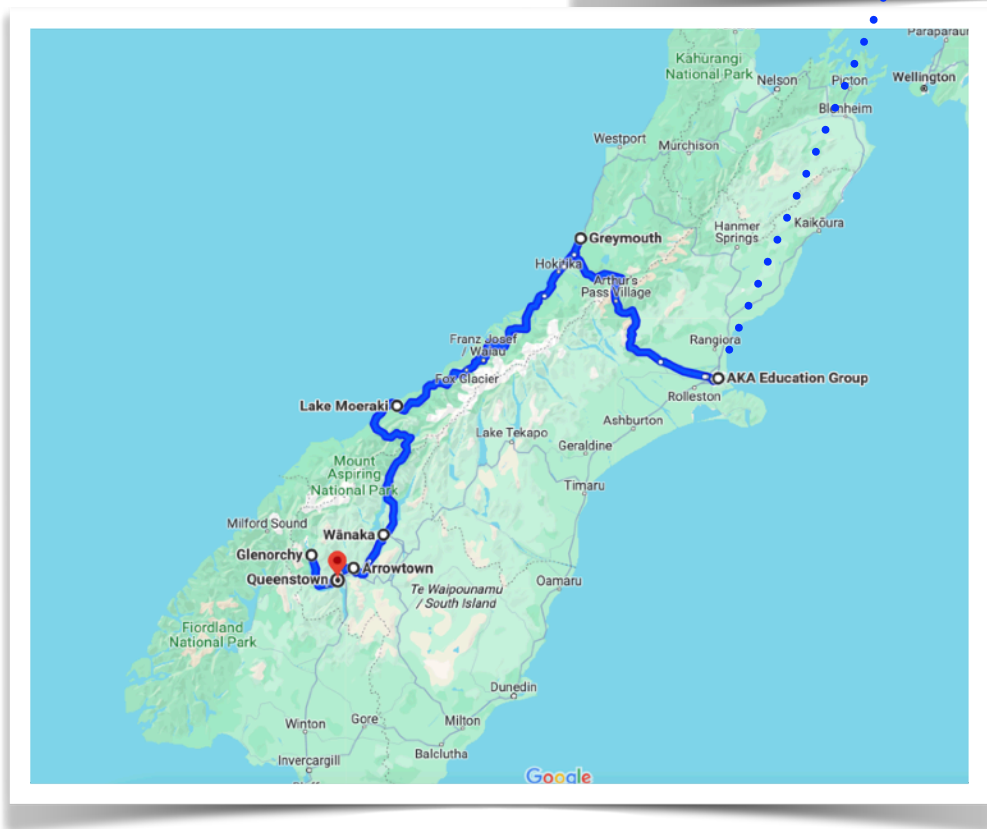 Paraparau
Kahurangi
National Park
Nelson
Picton
Wellington
Blenheim
Westport
Murchison
Greymouth
Hanmer
Springs
Kaikōura
Hokitika
Arthur's
Pass Village
Franz Josef
/ Waiau
Rangiora
Fox Glacier
AKA Education Group
Rolleston
Lake Moeraki
Ashburton
Lake Tekapo
Geraldine
Mount
Aspiring
National Park
Timaru
Milford Sound
Wānaka
Glenorchy
Arrowtown
Queenstown
Te Waipounamu
/ South Island
Oamaru
Fiordland
National Park
Dunedin
Winton
Gore
Milton
Balclutha
Invercargill
Google